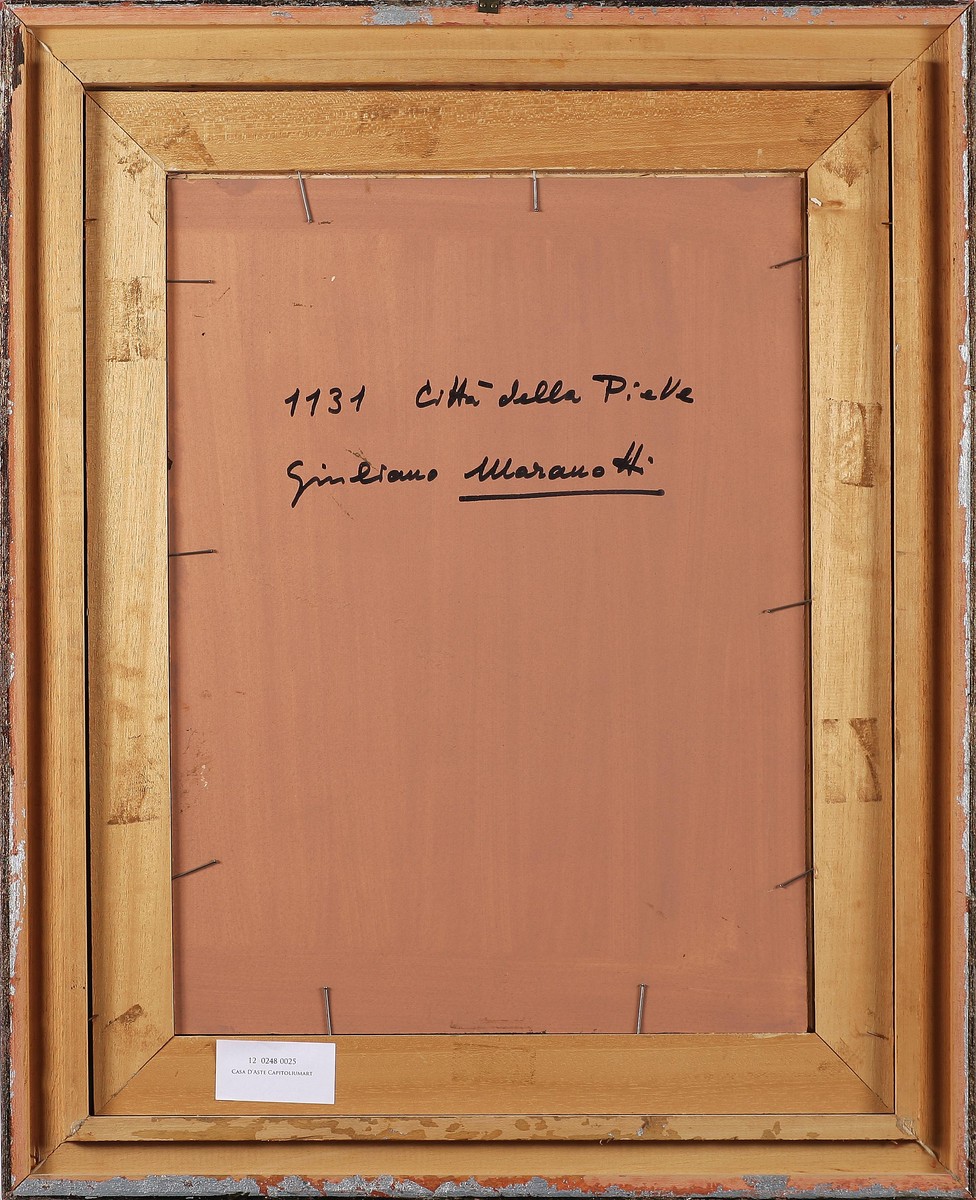 1131 Città della Pieve
Giuliano Maranotti
12 0248 0025
CASA D'ASTE CAPITOLIUMART